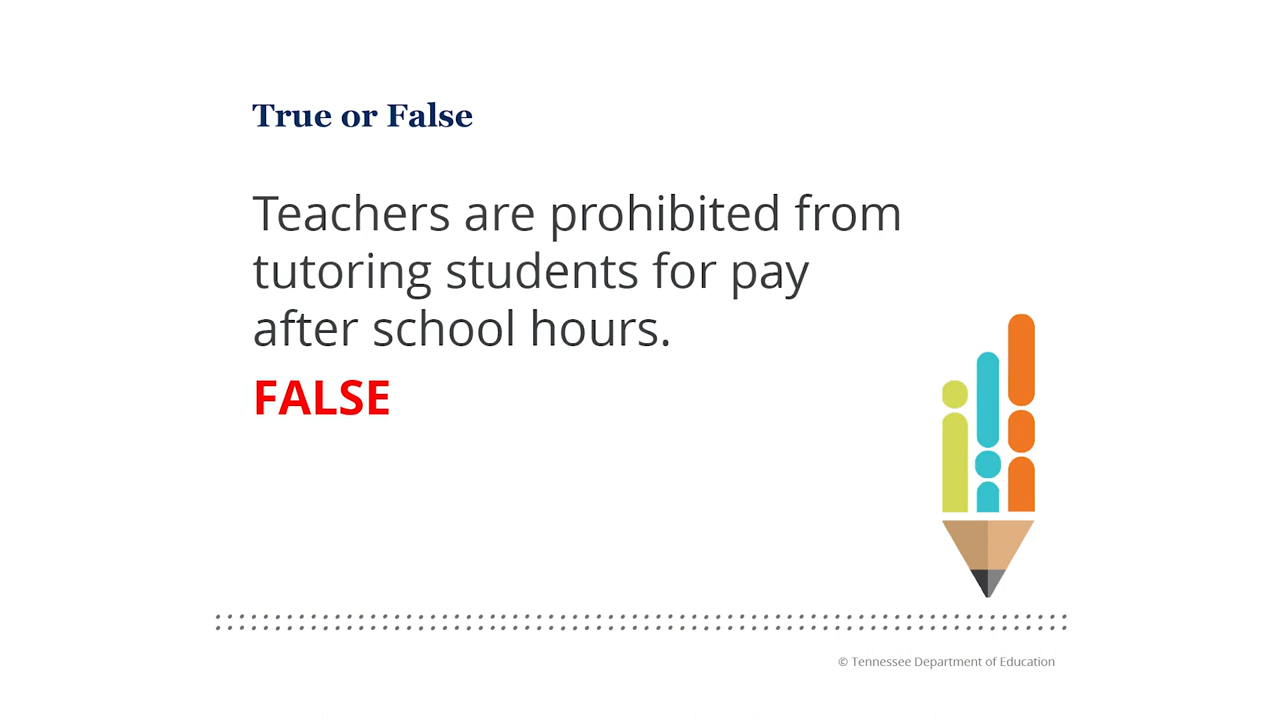 True or False
Teachers are prohibited from
tutoring students for pay
after school hours.
FALSE
© Tennessee Department of Education